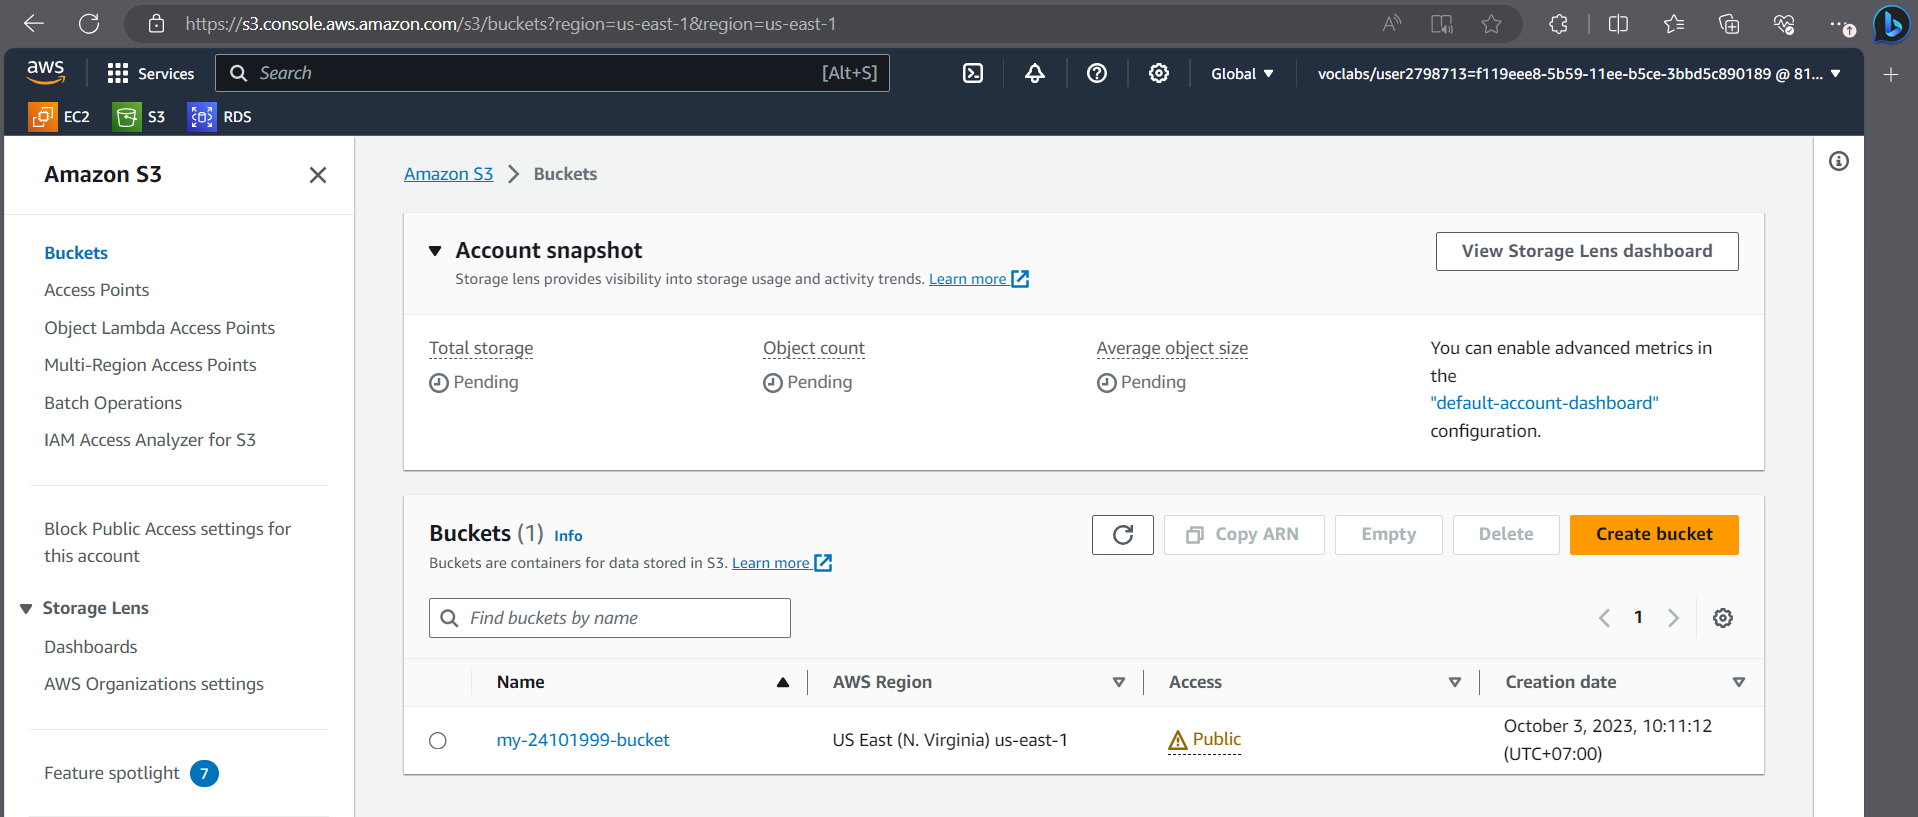 https://s3.console.aws.amazon.com/s3/buckets?region=us-east-1&region=us-east-1
aws
Services
Search
[Alt+S]
Global
voclabs/user2798713=f119eee8-5b59-11ee-b5ce-3bbd5c890189 @ 81...
EC2
S3
RDS
Amazon S3
Buckets
Access Points
Object Lambda Access Points
Multi-Region Access Points
Batch Operations
IAM Access Analyzer for S3
Block Public Access settings for
this account
Storage Lens
Dashboards
AWS Organizations settings
Feature spotlight 7
Amazon S3 > Buckets
Account snapshot
Storage lens provides visibility into storage usage and activity trends. Learn more
View Storage Lens dashboard
Total storage
Pending
Object count
Pending
Average object size
Pending
You can enable advanced metrics in
the
"default-account-dashboard"
configuration.
Buckets (1) Info
Buckets are containers for data stored in S3. Learn more
Copy ARN
Empty
Delete
Create bucket
Find buckets by name
1
Name
AWS Region
Access
Creation date
my-24101999-bucket
US East (N. Virginia) us-east-1
Public
October 3, 2023, 10:11:12
(UTC+07:00)